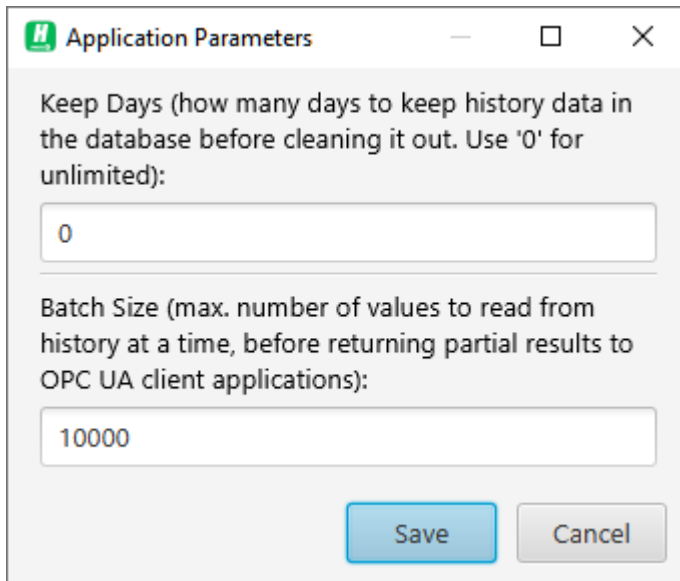 Application Parameters
Keep Days (how many days to keep history data in
the database before cleaning it out. Use '0' for
unlimited):
0
Batch Size (max. number of values to read from
history at a time, before returning partial results to
OPC UA client applications):
10000
Save
Cancel